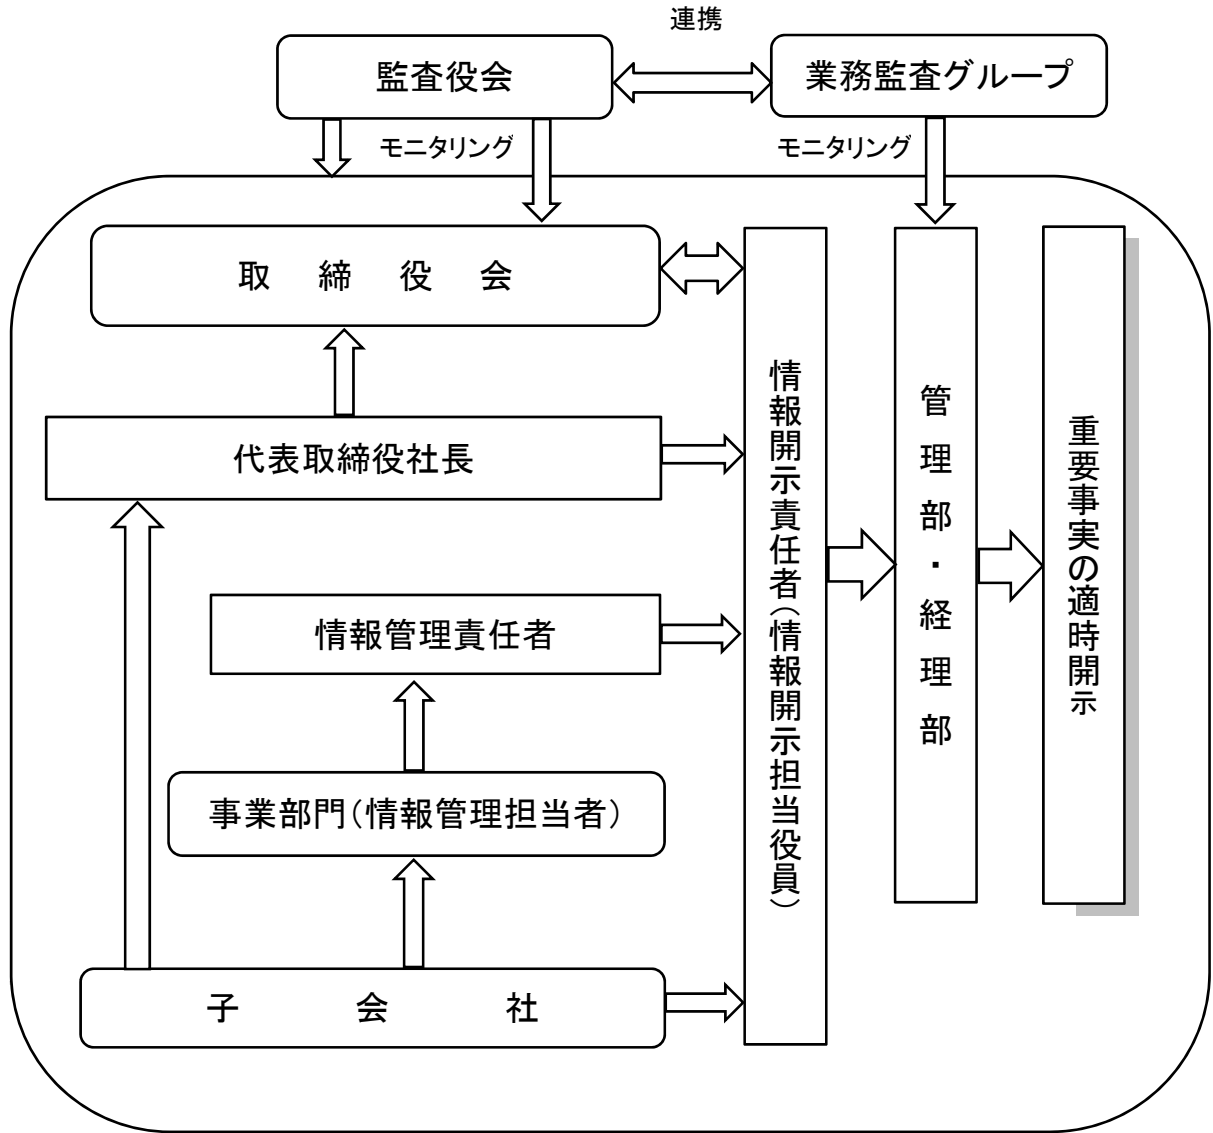 連携
監査役会
業務監査グループ
モニタリング
モニタリング
取締役会
代表取締役社長
情報管理責任者
事業部門(情報管理担当者)
子会社
情報開示責任者(情報開示担当役員)
管理部・経理部
重要事実の適時開示